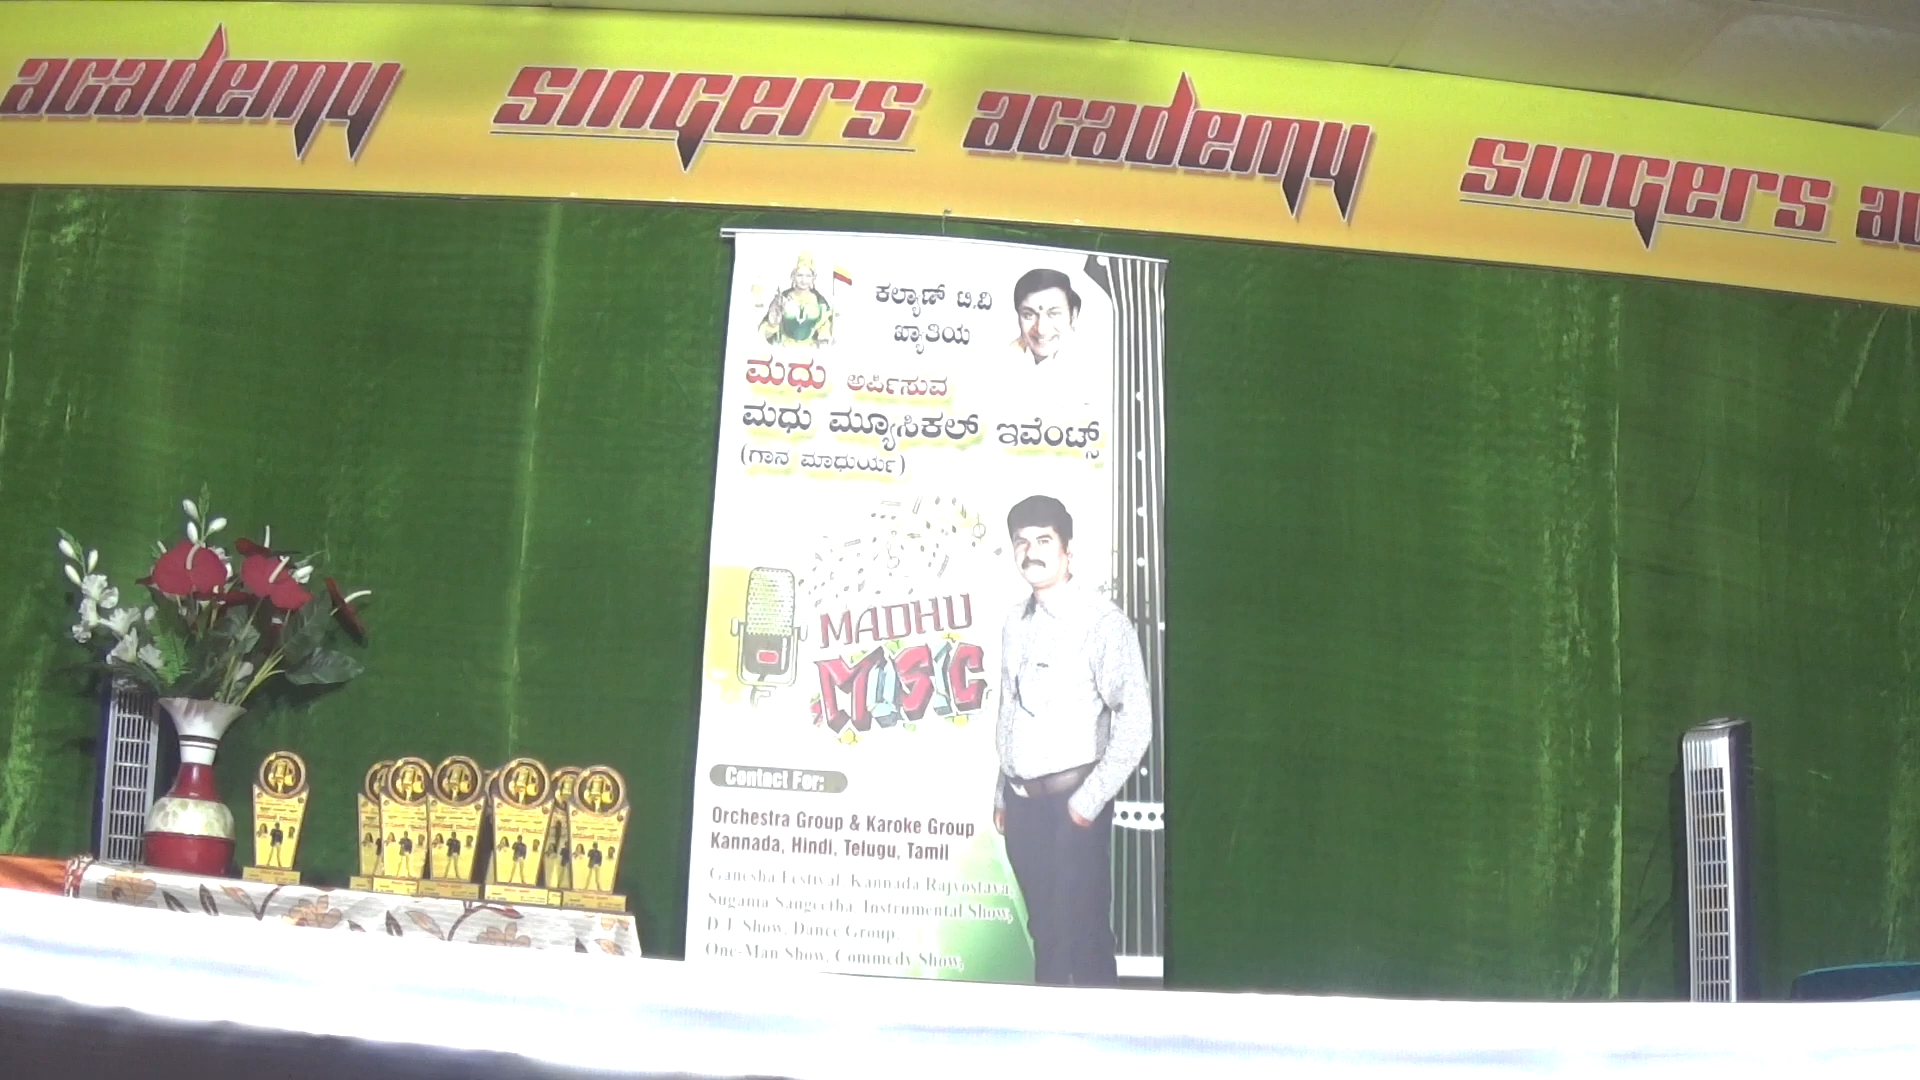 academy singers academy singers
ಕಲ್ಯಾಣ್ ಟಿ.ವಿ
ಖ್ಯಾತಿಯ
ಮಧು ಅರ್ಪಿಸುವ
ಮಧು ಮ್ಯೂಸಿಕಲ್ ಇವೆಂಟ್ಸ್
(ಗಾನ ಮಾಧುರ್ಯ)
MADHU
MUSIC
Contact For:
Orchestra Group & Karoke Group
Kannada, Hindi, Telugu, Tamil
Ganesha Festival, Kannada Rajyostava,
Sugama Sangeetha, Instrumental Show,
D.J. Show, Dance Group,
One-Man Show, Commedy Show,